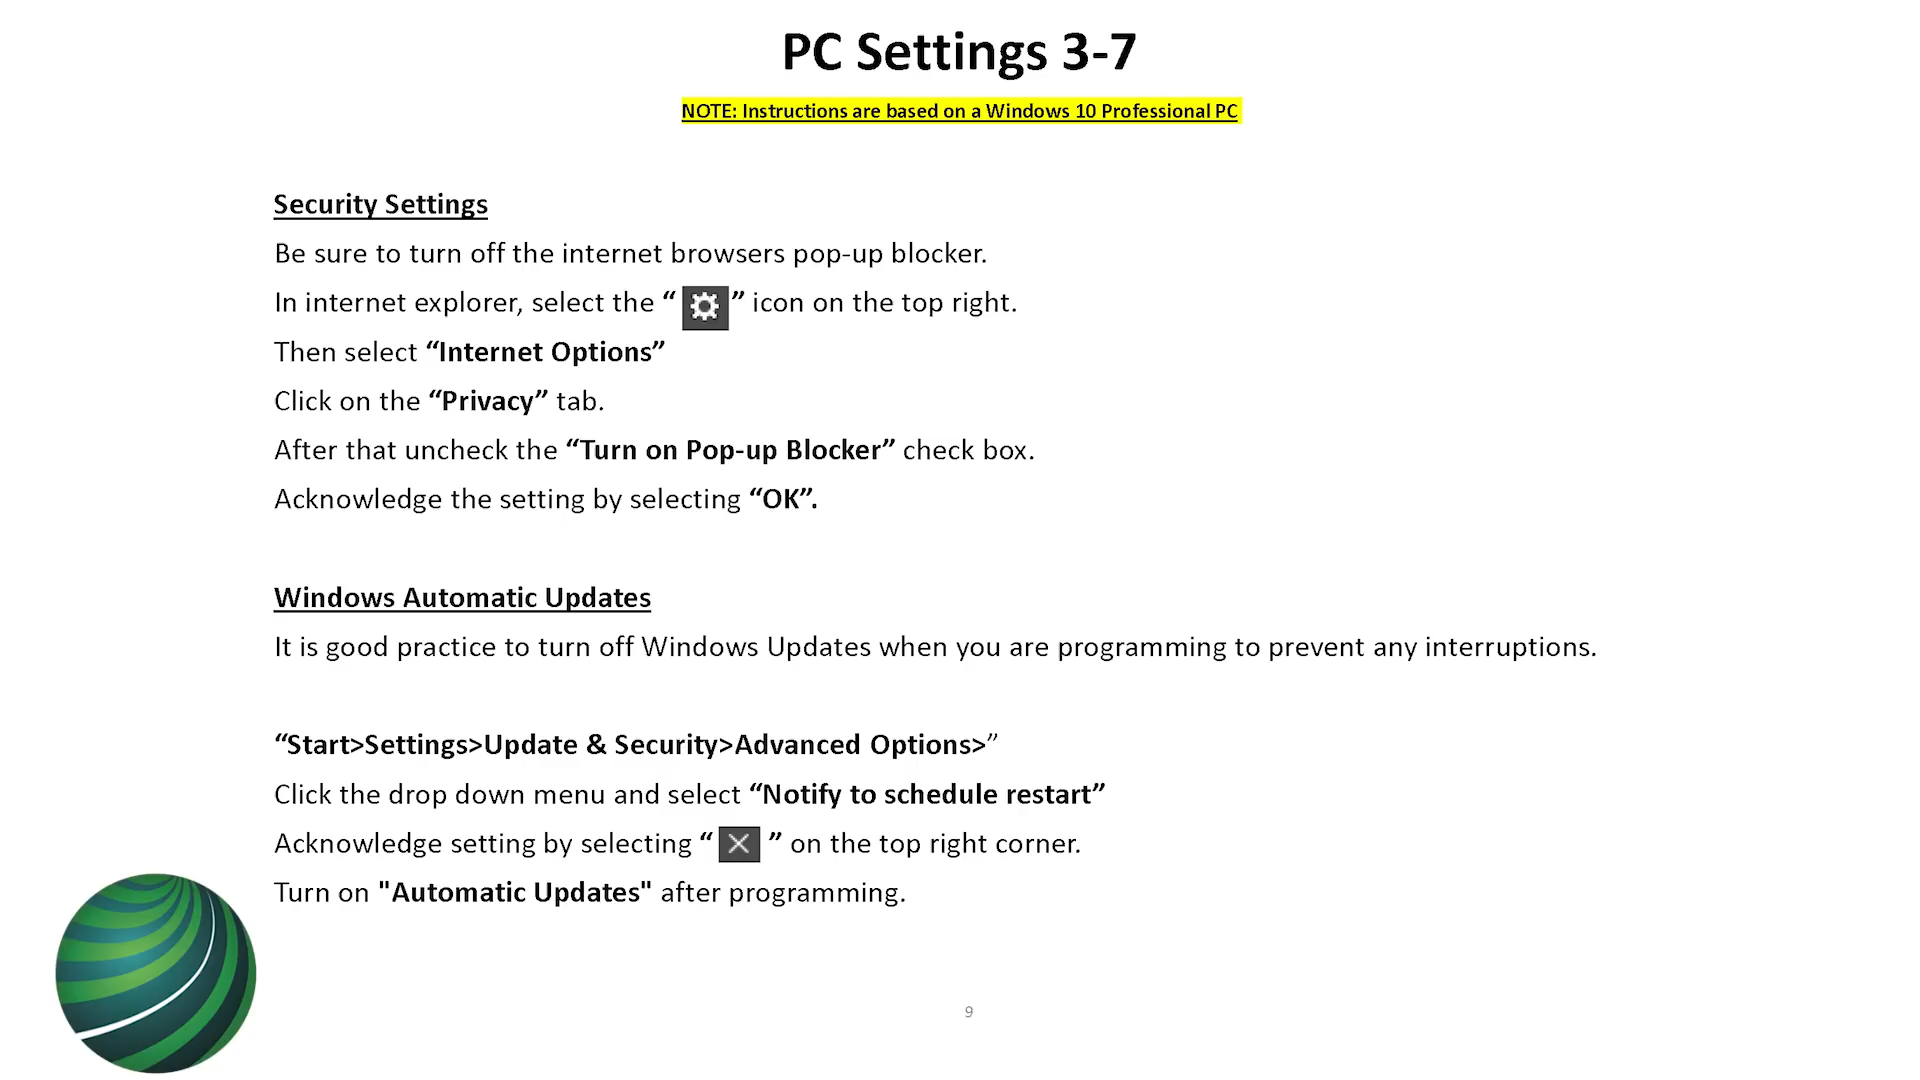 PC Settings 3-7
NOTE: Instructions are based on a Windows 10 Professional PC
Security Settings
Be sure to turn off the internet browsers pop-up blocker.
In internet explorer, select the “ ” icon on the top right.
Then select “Internet Options”
Click on the “Privacy” tab.
After that uncheck the “Turn on Pop-up Blocker” check box.
Acknowledge the setting by selecting “OK”.
Windows Automatic Updates
It is good practice to turn off Windows Updates when you are programming to prevent any interruptions.
“Start>Settings>Update & Security>Advanced Options>”
Click the drop down menu and select “Notify to schedule restart”
Acknowledge setting by selecting “ ” on the top right corner.
Turn on "Automatic Updates" after programming.
9